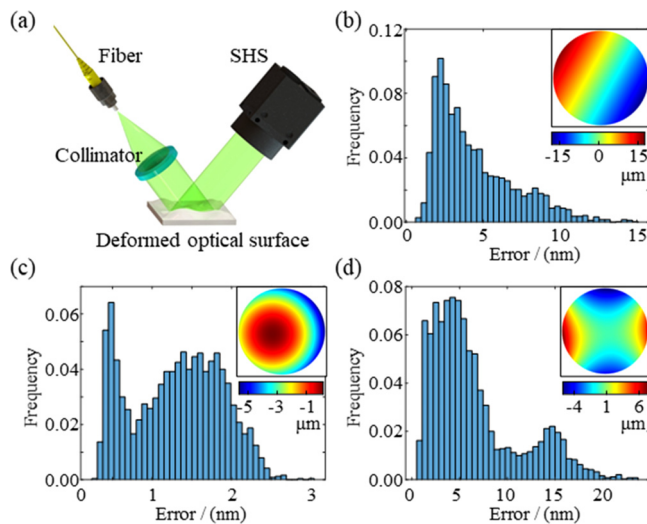 (a)
Fiber
SHS
Collimator
Deformed optical surface
(b)
0.12
0.08
0.04
0.00
Frequency
0
5
10
15
Error / (nm)
-15
0
15
μm
(c)
0.08
0.06
0.04
0.02
0.00
Frequency
0
1
2
3
Error / (nm)
-5
-3
-1
μm
(d)
0.08
0.06
0.04
0.02
0.00
Frequency
0
5
10
15
20
Error / (nm)
-4
1
6
μm